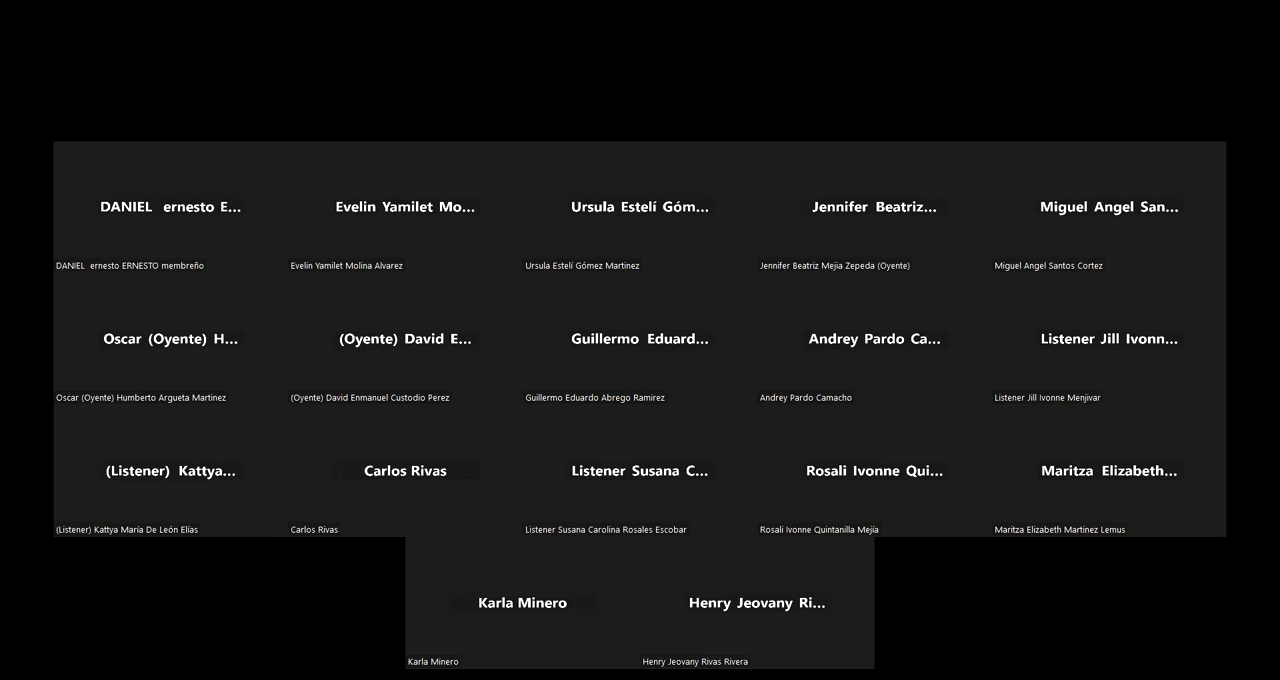 DANIEL ernesto E...
Evelin Yamilet Mo...
Ursula Estelí Góm...
Jennifer Beatriz...
Miguel Angel San...
DANIEL ernesto ERNESTO membreño
Evelin Yamilet Molina Alvarez
Ursula Estelí Gómez Martinez
Jennifer Beatriz Mejia Zepeda (Oyente)
Miguel Angel Santos Cortez
Oscar (Oyente) H...
(Oyente) David E...
Guillermo Eduard...
Andrey Pardo Ca...
Listener Jill Ivonn...
Oscar (Oyente) Humberto Argueta Martinez
(Oyente) David Enmanuel Custodio Perez
Guillermo Eduardo Abrego Ramirez
Andrey Pardo Camacho
Listener Jill Ivonne Menjivar
(Listener) Kattya...
Carlos Rivas
Listener Susana C...
Rosali Ivonne Qui...
Maritza Elizabeth...
(Listener) Kattya María De León Elías
Carlos Rivas
Listener Susana Carolina Rosales Escobar
Rosali Ivonne Quintanilla Mejía
Maritza Elizabeth Martínez Lemus
Karla Minero
Henry Jeovany Ri...
Karla Minero
Henry Jeovany Rivas Rivera